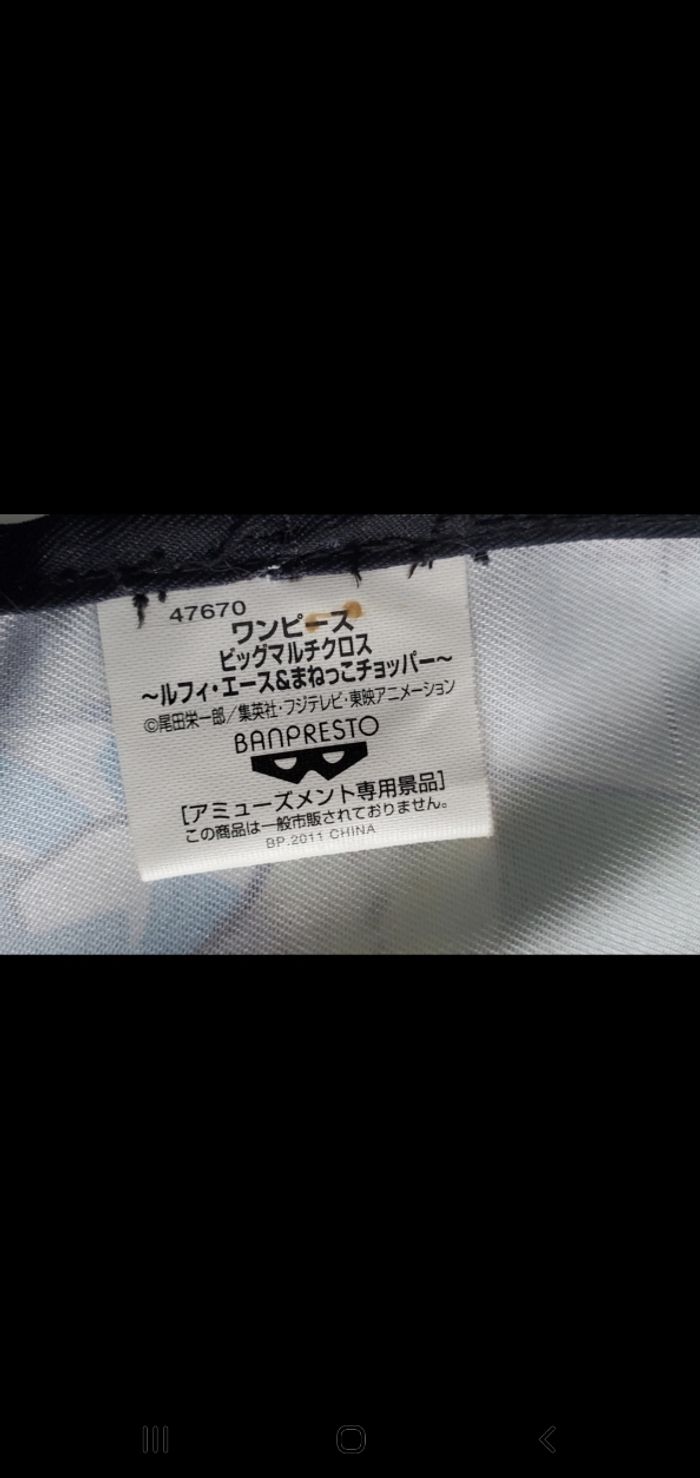 47670
ワンピース
ビッグマルチクロス
～ルフィ・エース&まねっこチョッパー～
©尾田栄一郎／集英社・フジテレビ・東映アニメーション
BANPRESTO
［アミューズメント専用景品］
この商品は一般市販されておりません。
BP.2011 CHINA